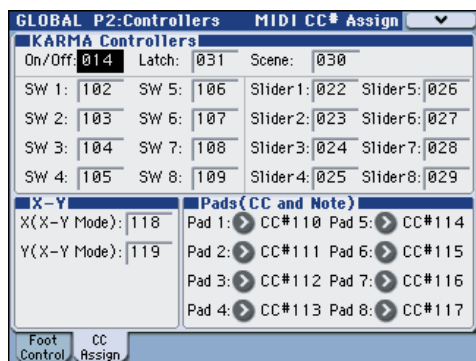 GLOBAL P2:Controllers MIDI CC# Assign
KARMA Controllers
On/Off: 014 Latch: 031 Scene: 030
SW 1: 102 SW 5: 106 Slider1: 022 Slider5: 026
SW 2: 103 SW 6: 107 Slider2: 023 Slider6: 027
SW 3: 104 SW 7: 108 Slider3: 024 Slider7: 028
SW 4: 105 SW 8: 109 Slider4: 025 Slider8: 029
X-Y
X(X-Y Mode): 118
Y(X-Y Mode): 119
Pads(CC and Note)
Pad 1: CC#110 Pad 5: CC#114
Pad 2: CC#111 Pad 6: CC#115
Pad 3: CC#112 Pad 7: CC#116
Pad 4: CC#113 Pad 8: CC#117
Foot Control
CC Assign